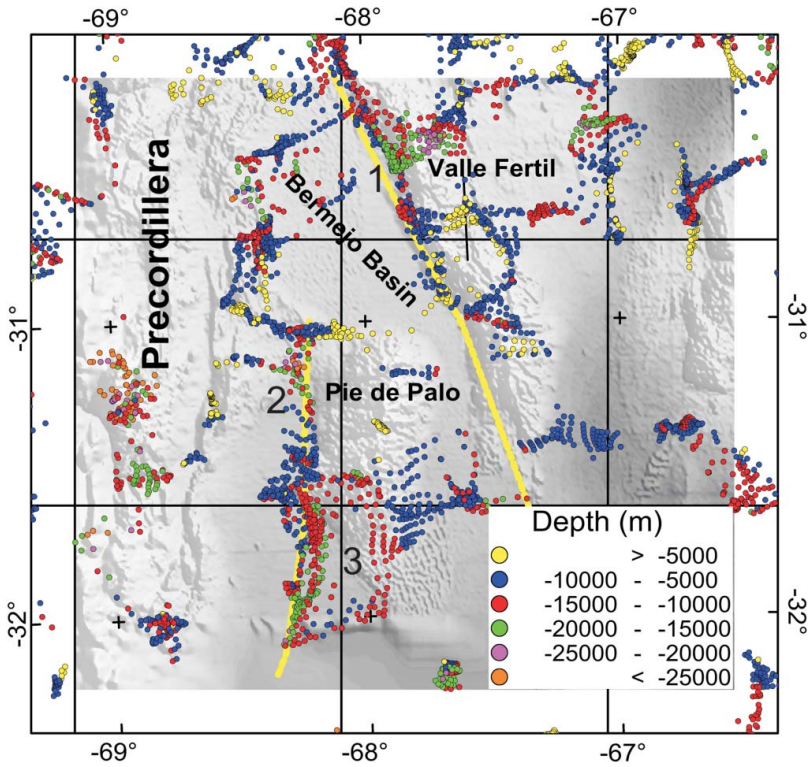 -69° -68° -67°
Precordillera
1
Valle Fertil
Bermejo Basin
-31° -31°
2
Pie de Palo
3
Depth (m)
> -5000
-10000 - -5000
-15000 - -10000
-20000 - -15000
-25000 - -20000
< -25000
-32° -32°
-69° -68° -67°